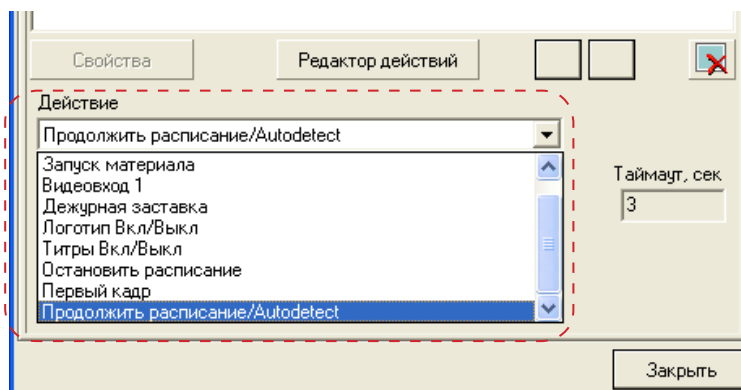 Свойства
Редактор действий
Действие
Продолжить расписание/Autodetect
Запуск материала
Видеовход 1
Дежурная заставка
Логотип Вкл/Выкл
Титры Вкл/Выкл
Остановить расписание
Первый кадр
Продолжить расписание/Autodetect
Таймаут, сек
3
Закрыть